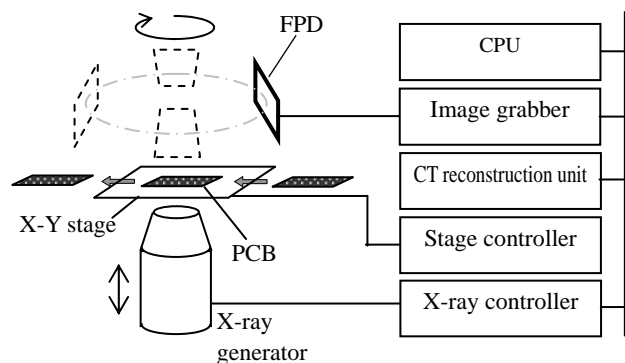 FPD
CPU
Image grabber
CT reconstruction unit
X-Y stage
PCB
Stage controller
X-ray controller
X-ray
generator